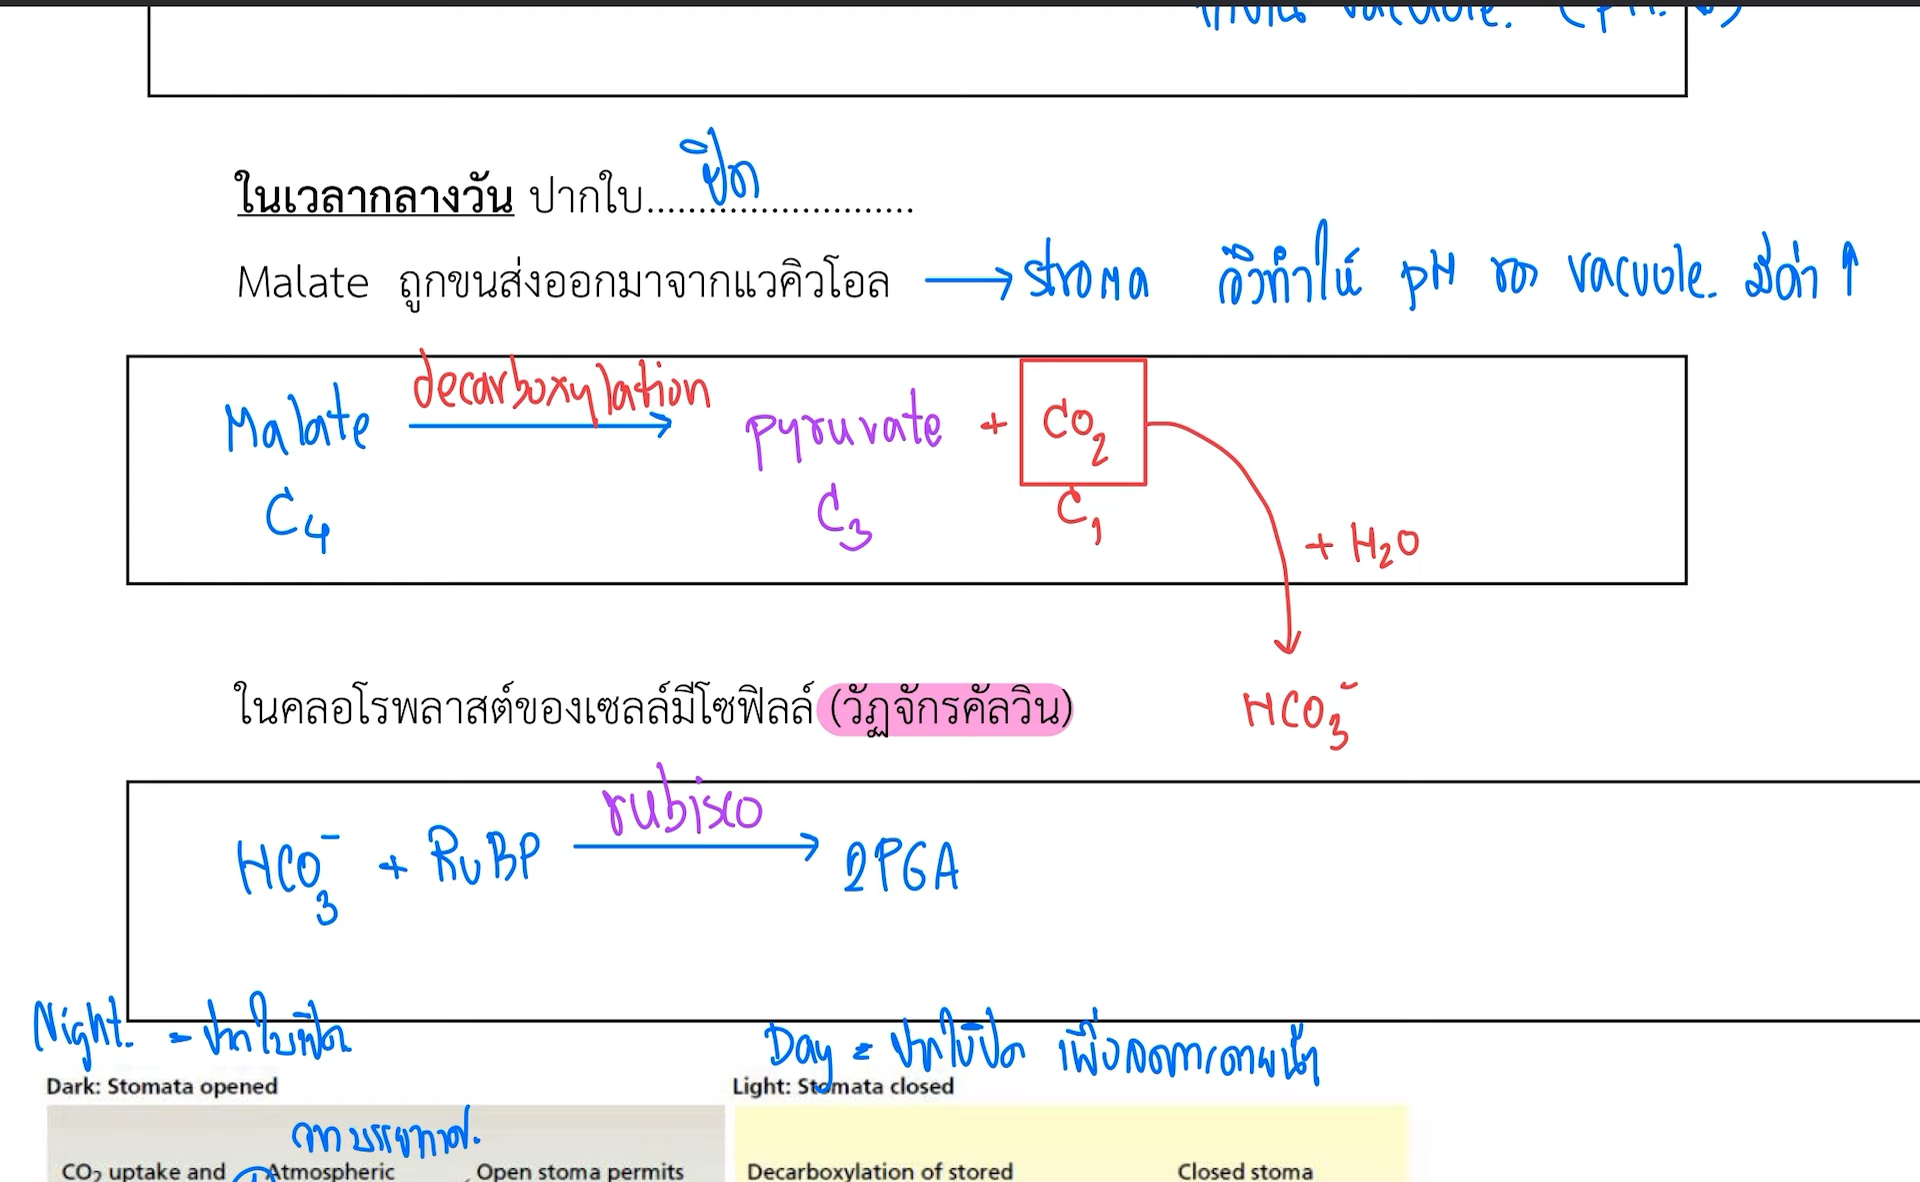 vacuole. (pH.
ในเวลากลางวัน ปากใบ..........................
ปิด
Malate ถูกขนส่งออกมาจากแวคิวโอล → stroma จึงทำให้ pH ของ vacuole. มีค่า ↑
Malate decarboxylation → pyruvate + CO2
C4 C3 C1
+ H2O
ในคลอโรพลาสต์ของเซลล์มีโซฟิลล์ (วัฏจักรคัลวิน)
HCO3-
HCO3- + RuBP rubisco → 2PGA
Night. = ปากใบเปิด
Day = ปากใบปิด เพื่อลดการคายน้ำ
Dark: Stomata opened
Light: Stomata closed
จากบรรยากาศ.
CO2 uptake and Atmospheric Open stoma permits
Decarboxylation of stored Closed stoma